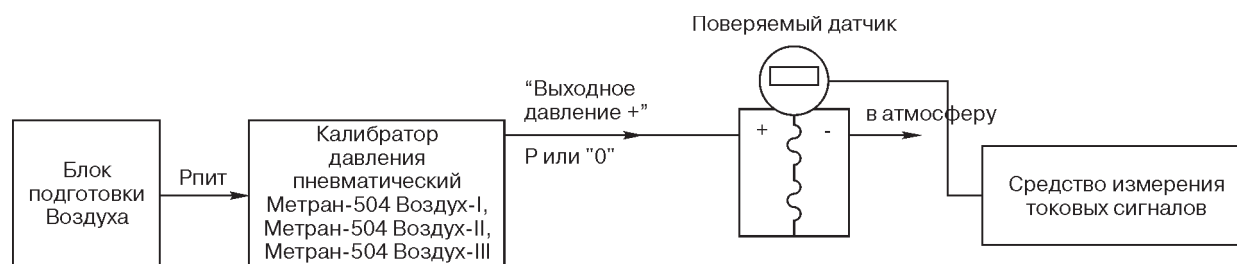 Поверяемый датчик
"Выходное
давление +"
Р или "0"
+
-
в атмосферу
Блок
подготовки
Воздуха
Рпит
Калибратор
давления
пневматический
Метран-504 Воздух-I,
Метран-504 Воздух-II,
Метран-504 Воздух-III
Средство измерения
токовых сигналов